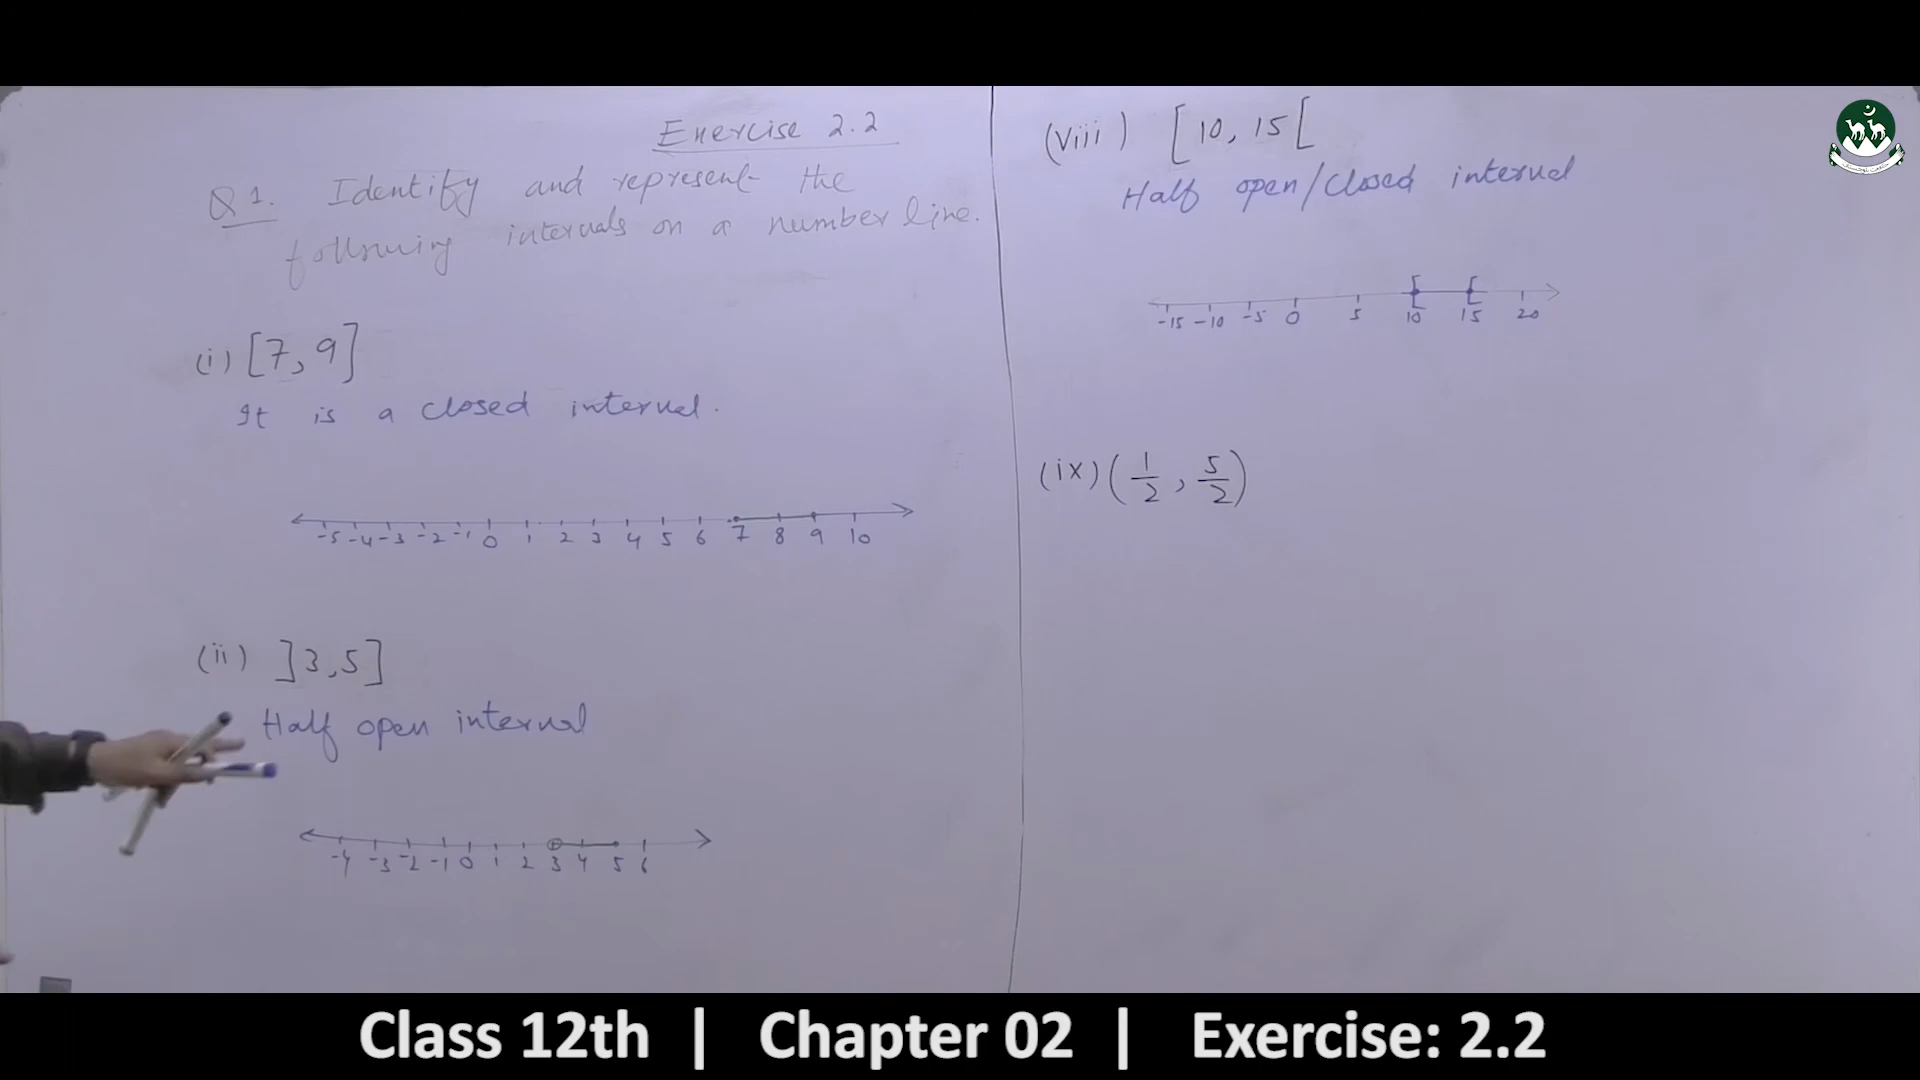 Exercise 2.2
Q1. Identify and represent the
following intervals on a number line.
(i) [7, 9]
It is a closed interval.
-5 -4 -3 -2 -1 0 1 2 3 4 5 6 7 8 9 10
(ii) ]3, 5]
Half open interval
-4 -3 -2 -1 0 1 2 3 4 5 6
(viii) [10, 15[
Half open/closed interval
[ [
-15 -10 -5 0 5 10 15 20
(ix) (1/2, 5/2)
Class 12th | Chapter 02 | Exercise: 2.2